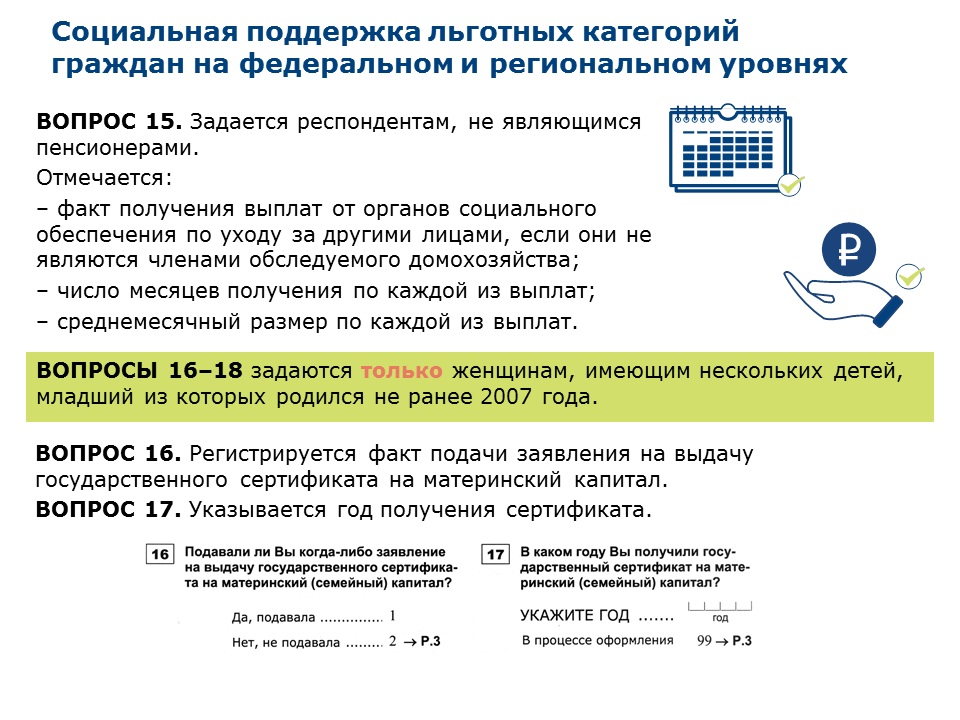 Социальная поддержка льготных категорий
граждан на федеральном и региональном уровнях
ВОПРОС 15. Задается респондентам, не являющимся
пенсионерами.
Отмечается:
– факт получения выплат от органов социального
обеспечения по уходу за другими лицами, если они не
являются членами обследуемого домохозяйства;
– число месяцев получения по каждой из выплат;
– среднемесячный размер по каждой из выплат.
ВОПРОСЫ 16–18 задаются только женщинам, имеющим нескольких детей,
младший из которых родился не ранее 2007 года.
ВОПРОС 16. Регистрируется факт подачи заявления на выдачу
государственного сертификата на материнский капитал.
ВОПРОС 17. Указывается год получения сертификата.
16 Подавали ли Вы когда-либо заявление
на выдачу государственного сертифика-
та на материнский (семейный) капитал?
Да, подавала ................ 1
Нет, не подавала ......... 2 → Р.3
17 В каком году Вы получили госу-
дарственный сертификат на мате-
ринский (семейный) капитал?
УКАЖИТЕ ГОД .......
год
В процессе оформления 99 → Р.3